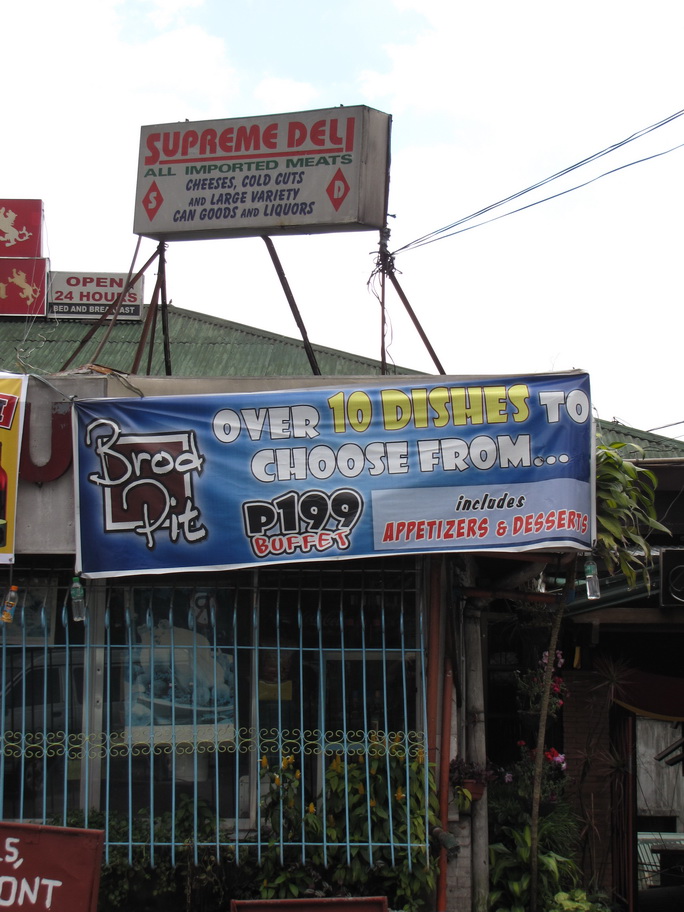 SUPREME DELI
ALL IMPORTED MEATS
CHEESES, COLD CUTS
AND LARGE VARIETY
CAN GOODS AND LIQUORS
S
D
OPEN
24 HOURS
BED AND BREAKFAST
Brod
Pit
OVER 10 DISHES TO
CHOOSE FROM...
P199
BUFFET
includes
APPETIZERS & DESSERTS
S,
ONT